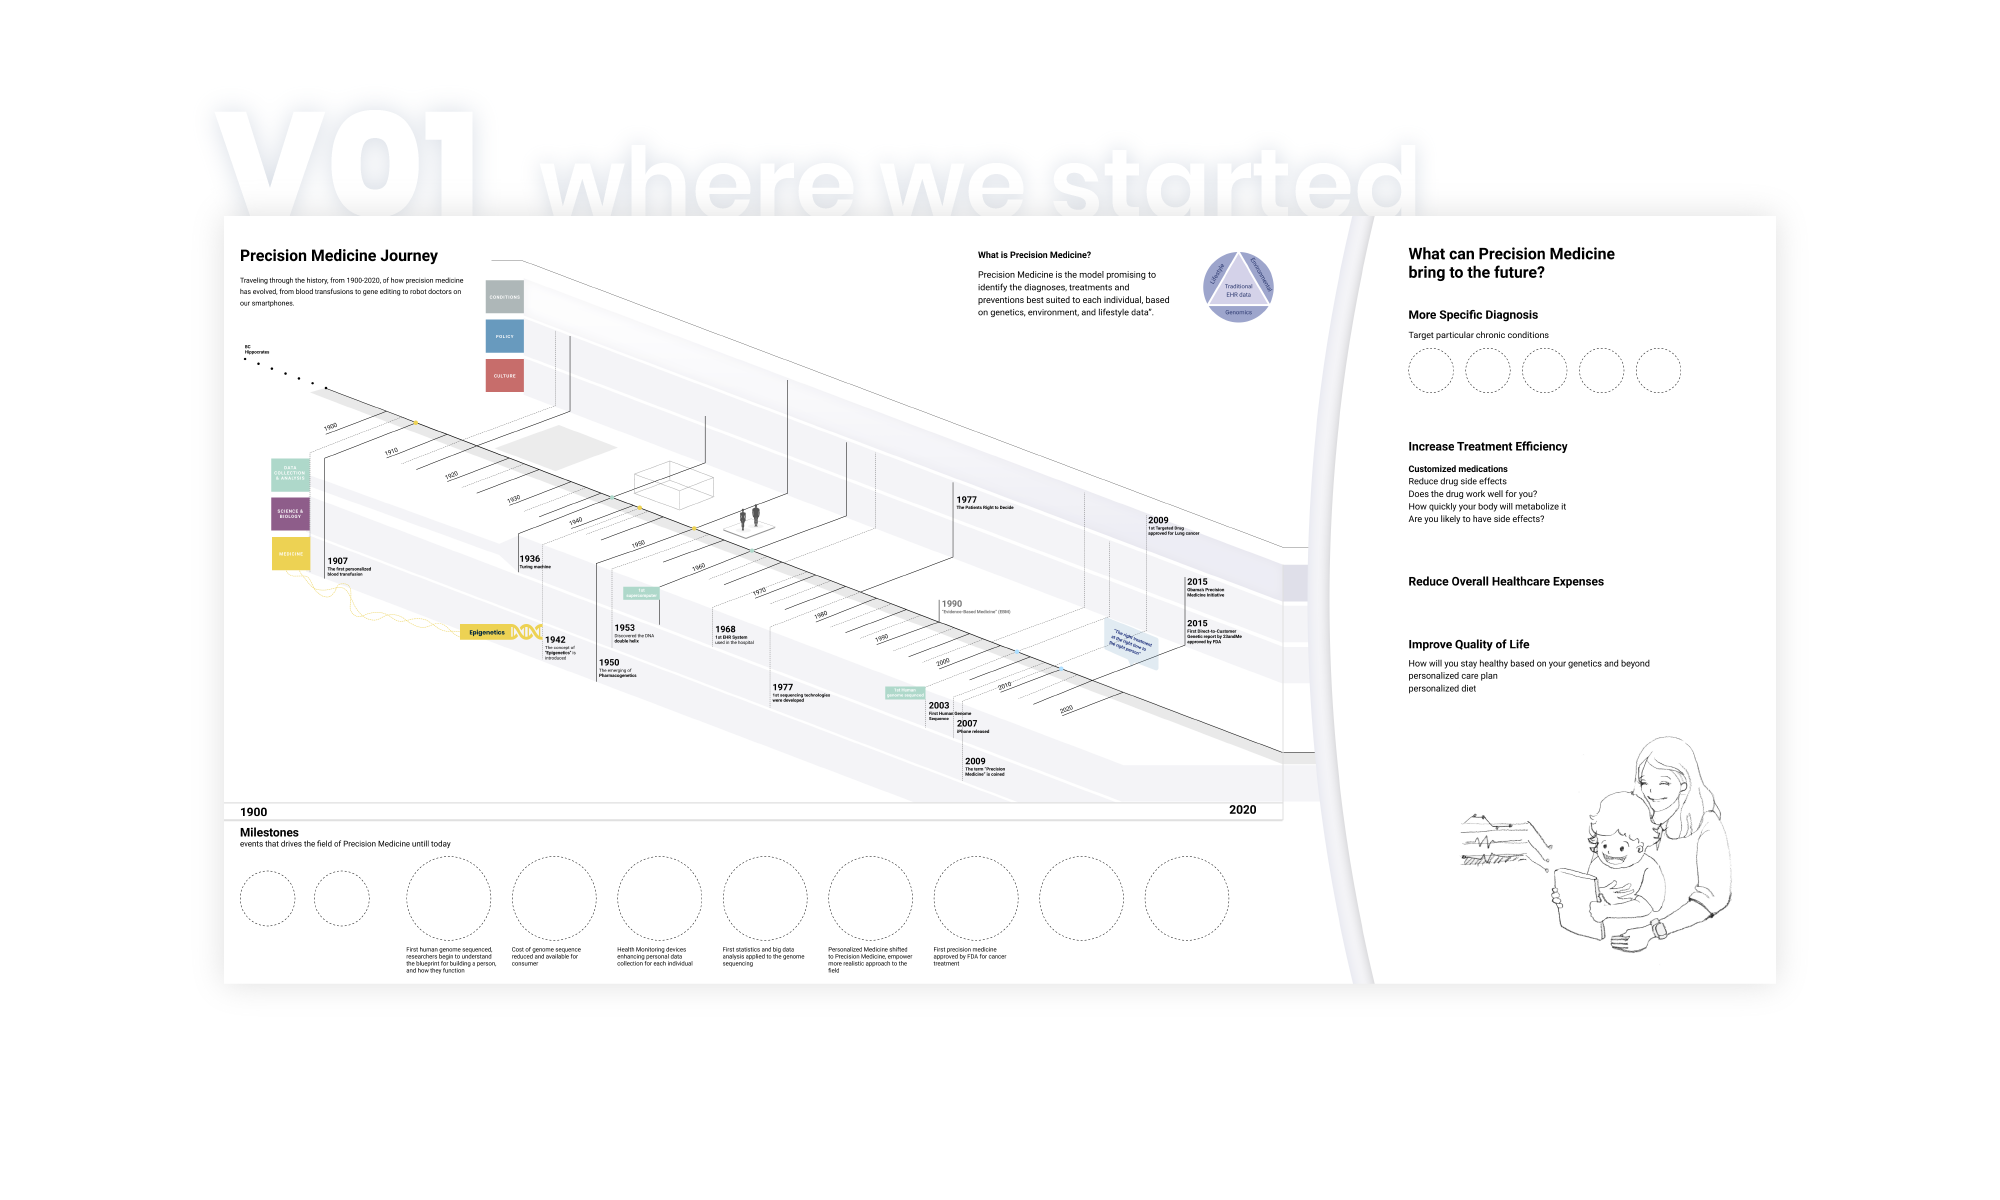 V01 where we started
Precision Medicine Journey
Traveling through the history, from 1900-2020, of how precision medicine
has evolved, from blood transfusions to gene editing to robot doctors on
our smartphones.
What is Precision Medicine?
Precision Medicine is the model promising to
identify the diagnoses, treatments and
preventions best suited to each individual, based
on genetics, environment, and lifestyle data”.
Lifestyle
Environmental
Traditional
EHR data
Genomics
CONDITIONS
POLICY
CULTURE
BC
Hippocrates
DATA
COLLECTION
& ANALYSIS
SCIENCE &
BIOLOGY
MEDICINE
1900
1910
1920
1930
1940
1950
1960
1970
1980
1990
2000
2010
2020
1907
The first personalized
blood transfusion
1936
Turing machine
Epigenetics
1942
The concept of
"Epigenetics" is
introduced
1950
The emerging of
Pharmacogenetics
1st
supercomputer
1953
Discovered the DNA
double helix
1968
1st EHR System
used in the hospital
1977
1st sequencing technologies
were developed
1977
The Patients Right to Decide
1990
"Evidence-Based Medicine" (EBM)
1st Human
genome sequenced
2003
First Human Genome
Sequence
2007
iPhone released
2009
The term "Precision
Medicine" is coined
2009
1st Targeted Drug
approved for Lung cancer
"The right treatment
at the right time to
the right person"
2015
Obama's Precision
Medicine Initiative
2015
First Direct-to-Customer
Genetic report by 23andMe
approved by FDA
1900
2020
Milestones
events that drives the field of Precision Medicine untill today
First human genome sequenced,
researchers begin to understand
the blueprint for building a person,
and how they function
Cost of genome sequence
reduced and available for
consumer
Health Monitoring devices
enhancing personal data
collection for each individual
First statistics and big data
analysis applied to the genome
sequencing
Personalized Medicine shifted
to Precision Medicine, empower
more realistic approach to the
field
First precision medicine
approved by FDA for cancer
treatment
What can Precision Medicine
bring to the future?
More Specific Diagnosis
Target particular chronic conditions
Increase Treatment Efficiency
Customized medications
Reduce drug side effects
Does the drug work well for you?
How quickly your body will metabolize it
Are you likely to have side effects?
Reduce Overall Healthcare Expenses
Improve Quality of Life
How will you stay healthy based on your genetics and beyond
personalized care plan
personalized diet